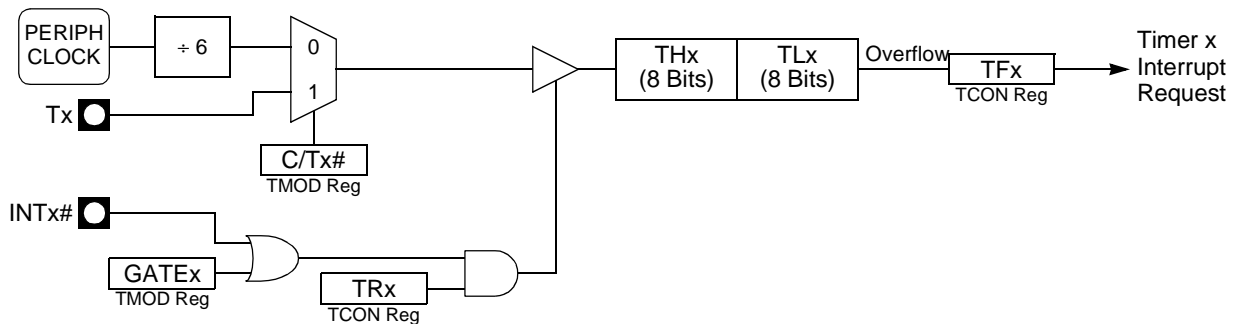 PERIPH
CLOCK
÷ 6
0
1
Tx
C/Tx#
TMOD Reg
THx
(8 Bits)
TLx
(8 Bits)
Overflow
TFx
TCON Reg
Timer x
Interrupt
Request
INTx#
GATEx
TMOD Reg
TRx
TCON Reg